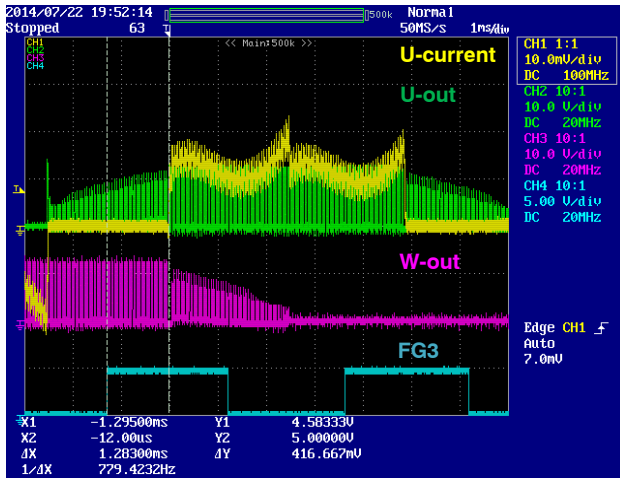 2014/07/22 19:52:14 500k Normal
Stopped 63 T 50MS/s 1ms/div
CH1 << Main:500k >> CH1 1:1
CH2 10.0mV/div
CH3 DC 100MHz
CH4 U-current
U-out CH2 10:1
10.0 V/div
DC 20MHz
CH3 10:1
10.0 V/div
DC 20MHz
CH4 10:1
5.00 V/div
DC 20MHz
W-out
Edge CH1
Auto
7.0mV
FG3
X1 -1.29500ms Y1 4.58333V
X2 -12.00us Y2 5.00000V
ΔX 1.28300ms ΔY 416.667mV
1/ΔX 779.4232Hz